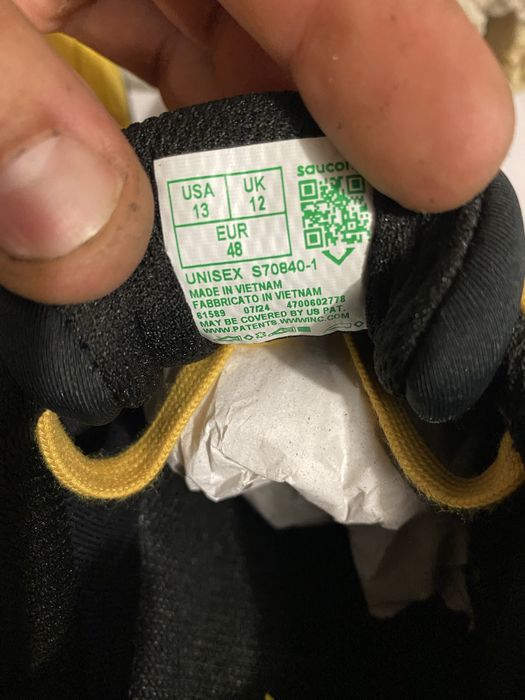 saucony
USA 13
UK 12
EUR 48
UNISEX S70840-1
MADE IN VIETNAM
FABBRICATO IN VIETNAM
81589 07/24 4700602778
MAY BE COVERED BY US PAT.
WWW.PATENTS.WWWINC.COM